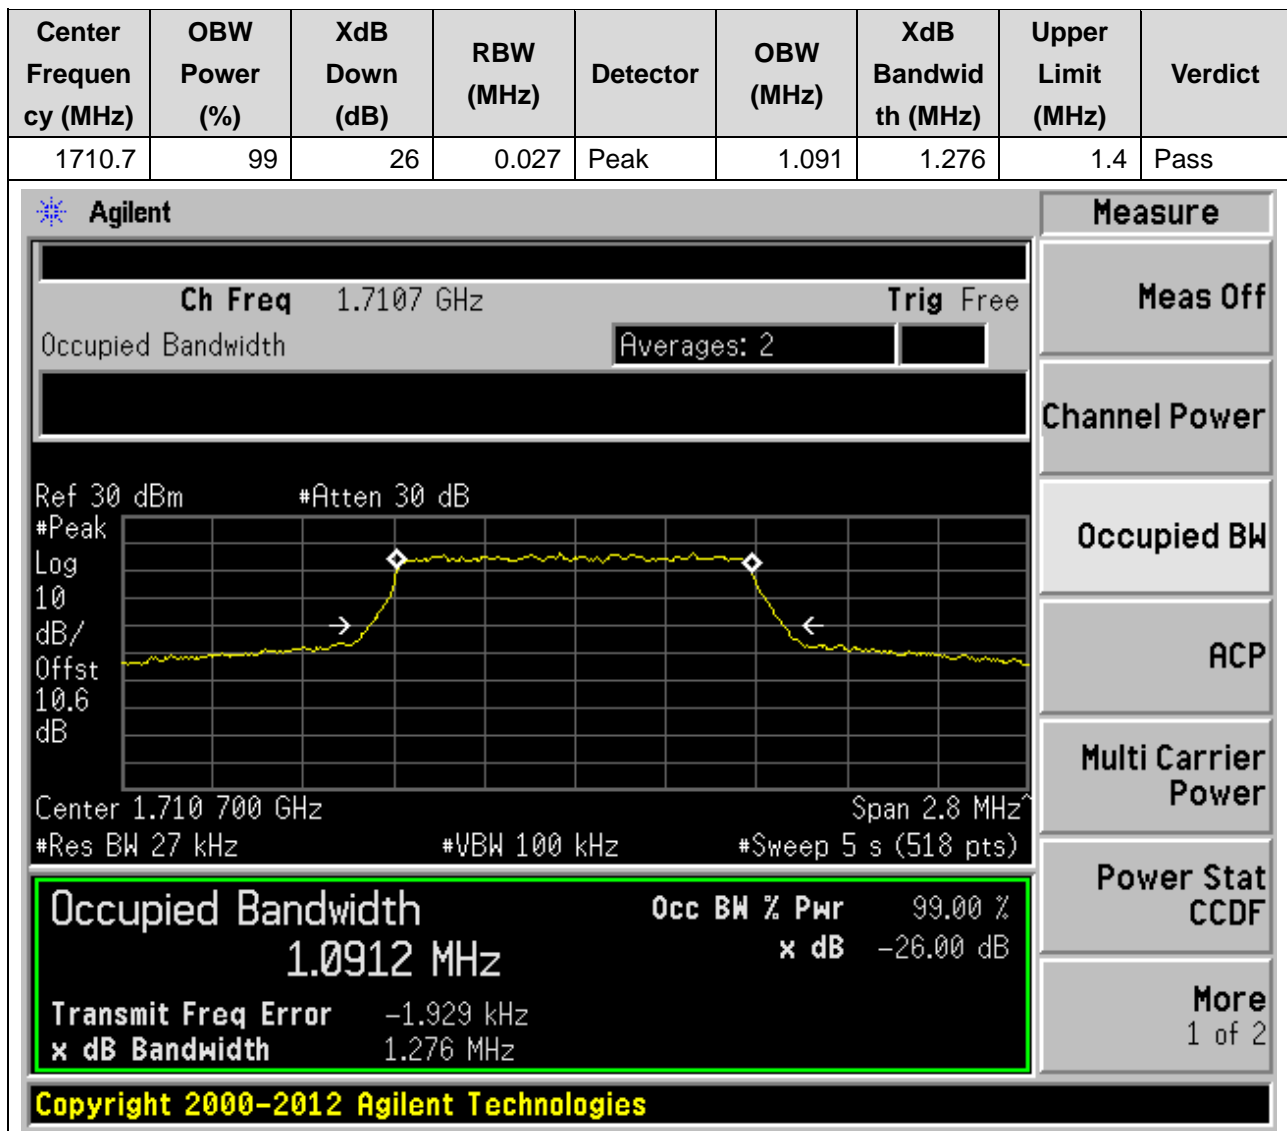 Center Frequen cy (MHz) OBW Power (%) XdB Down (dB) RBW (MHz) Detector OBW (MHz) XdB Bandwid th (MHz) Upper Limit (MHz) Verdict
1710.7 99 26 0.027 Peak 1.091 1.276 1.4 Pass
Agilent
Measure
Ch Freq 1.7107 GHz Trig Free
Meas Off
Occupied Bandwidth Averages: 2
Channel Power
Ref 30 dBm #Atten 30 dB
#Peak
Log
10
dB/
Offst
10.6
dB
Occupied BW
ACP
Center 1.710 700 GHz Span 2.8 MHz^
#Res BW 27 kHz #VBW 100 kHz #Sweep 5 s (518 pts)
Multi Carrier
Power
Occupied Bandwidth Occ BW % Pwr 99.00 %
1.0912 MHz x dB -26.00 dB
Power Stat
CCDF
Transmit Freq Error -1.929 kHz
x dB Bandwidth 1.276 MHz
More
1 of 2
Copyright 2000-2012 Agilent Technologies